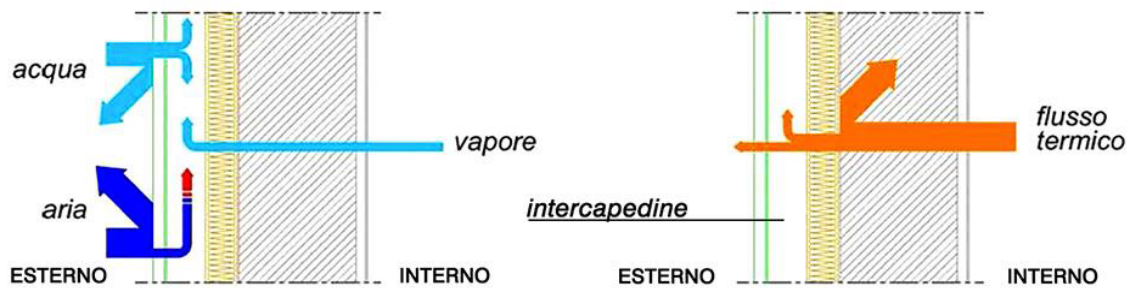 acqua
vapore
aria
ESTERNO
INTERNO
flusso
termico
intercapedine
ESTERNO
INTERNO